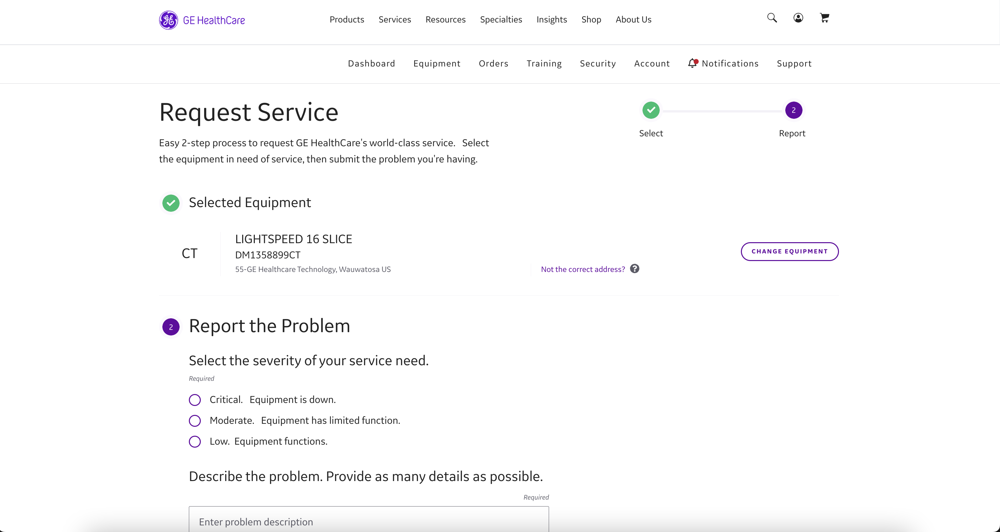 GE HealthCare
Products Services Resources Specialties Insights Shop About Us
Dashboard Equipment Orders Training Security Account Notifications Support
Request Service
2
Select Report
Easy 2-step process to request GE HealthCare's world-class service. Select
the equipment in need of service, then submit the problem you're having.
Selected Equipment
CT
LIGHTSPEED 16 SLICE
DM1358899CT
55-GE Healthcare Technology, Wauwatosa US
Not the correct address? ?
CHANGE EQUIPMENT
2 Report the Problem
Select the severity of your service need.
Required
Critical. Equipment is down.
Moderate. Equipment has limited function.
Low. Equipment functions.
Describe the problem. Provide as many details as possible.
Required
Enter problem description